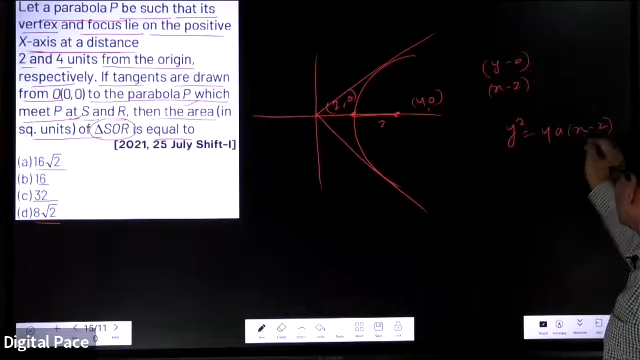 Let a parabola P be such that its
vertex and focus lie on the positive
X-axis at a distance
2 and 4 units from the origin,
respectively. If tangents are drawn
from O(0,0) to the parabola P which
meet P at S and R, then the area (in
sq. units) of ΔSOR is equal to
[2021, 25 July Shift-I]
(a) 16√2
(b) 16
(c) 32
(d) 8√2
(2,0)
(4,0)
2
(y-0)
(x-2)
y² = 4a(x-2)
15/11
0
Digital Pace